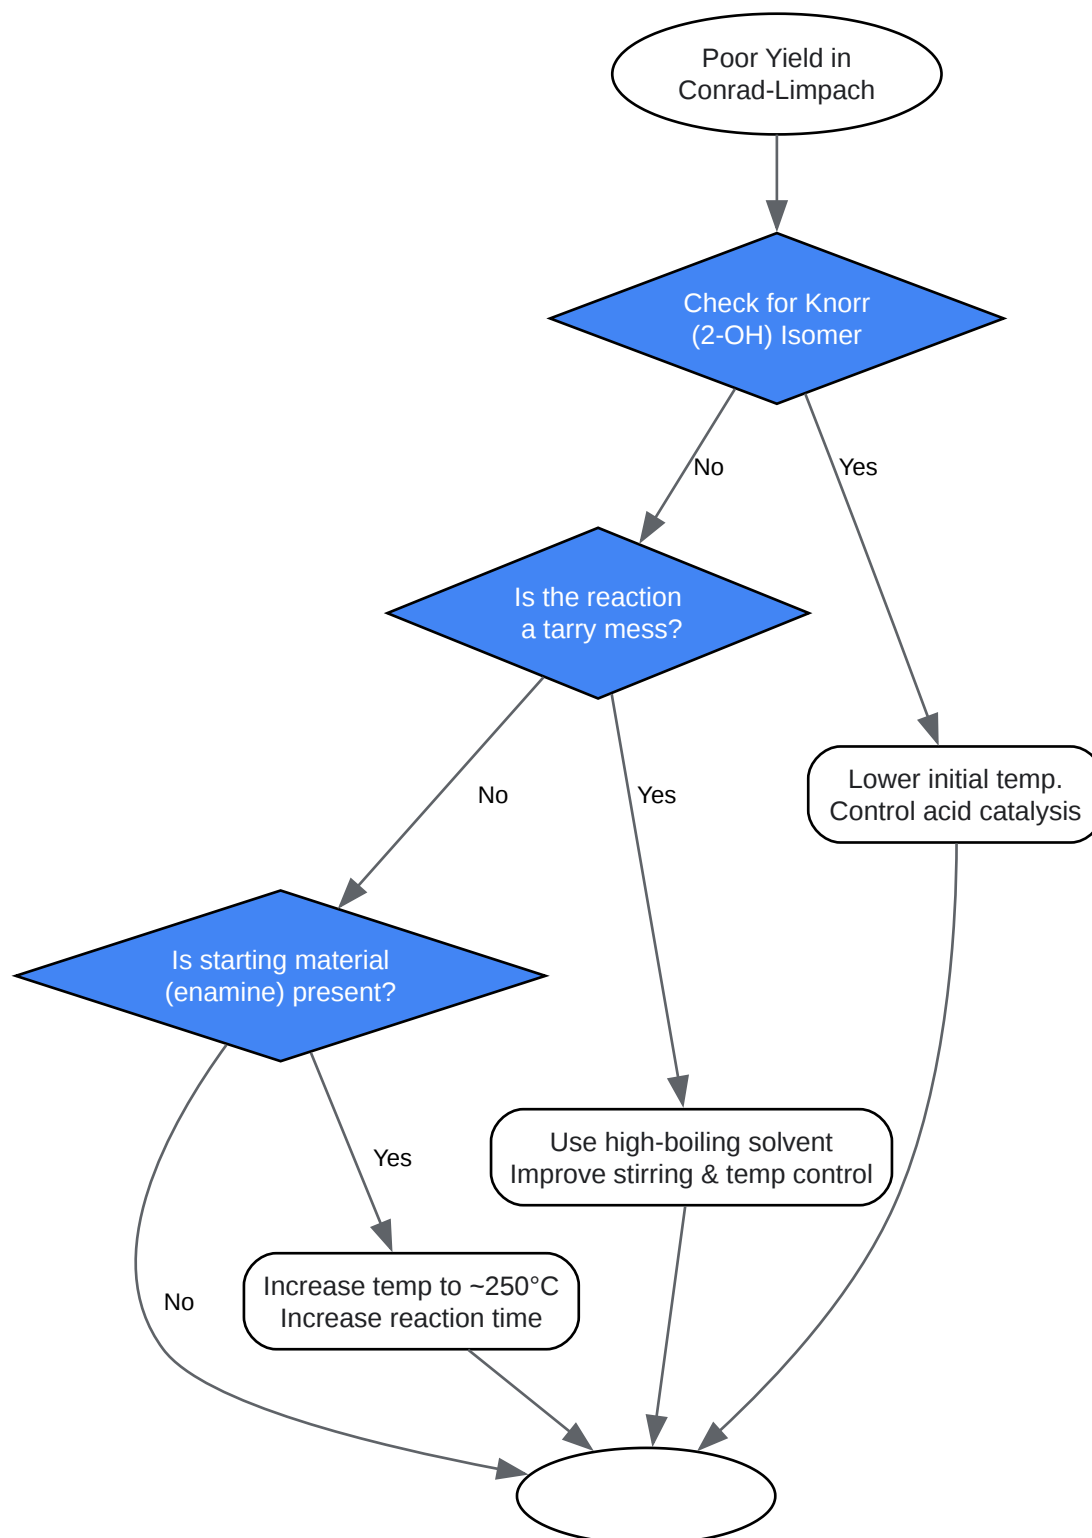 Poor Yield in
Conrad-Limpach
Check for Knorr
(2-OH) Isomer
No
Yes
Is the reaction
a tarry mess?
No
Yes
Lower initial temp.
Control acid catalysis
Is starting material
(enamine) present?
Yes
No
Use high-boiling solvent
Improve stirring & temp control
Increase temp to ~250°C
Increase reaction time